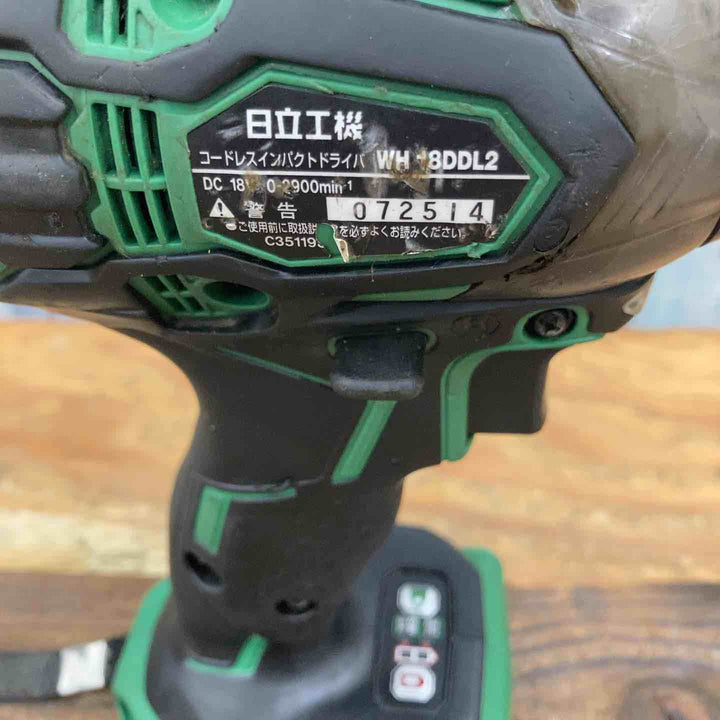 日立工機
コードレスインパクトドライバ WH 8DDL2
DC 18 0-2900min-1
警告 072514
ご使用前に取扱説 を必ずよくお読みください
C35119